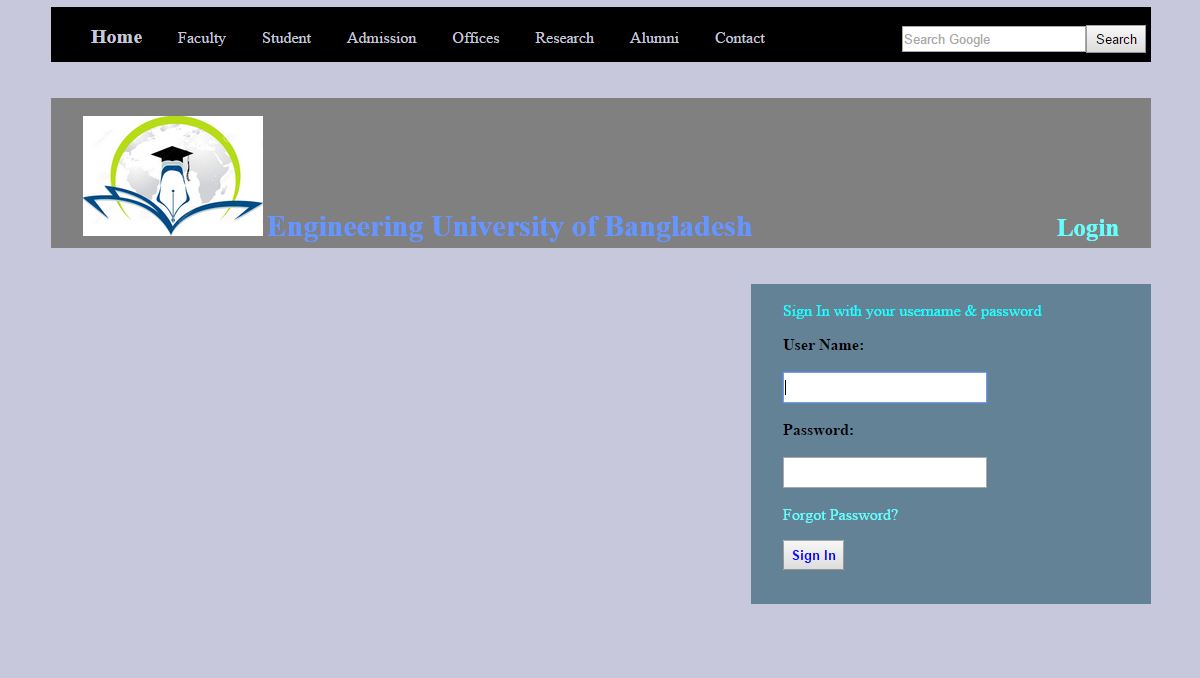 Home Faculty Student Admission Offices Research Alumni Contact Search Google Search
Engineering University of Bangladesh Login
Sign In with your username & password
User Name:
Password:
Forgot Password?
Sign In